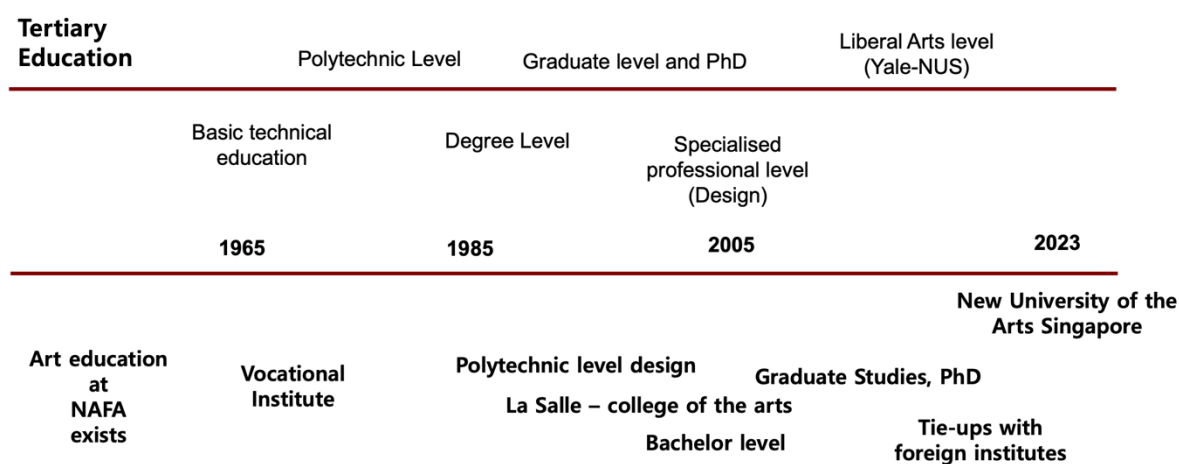 Tertiary
Education
Polytechnic Level
Graduate level and PhD
Liberal Arts level
(Yale-NUS)
Basic technical
education
Degree Level
Specialised
professional level
(Design)
1965
1985
2005
2023
New University of the
Arts Singapore
Art education
at
NAFA
exists
Vocational
Institute
Polytechnic level design
La Salle – college of the arts
Bachelor level
Graduate Studies, PhD
Tie-ups with
foreign institutes